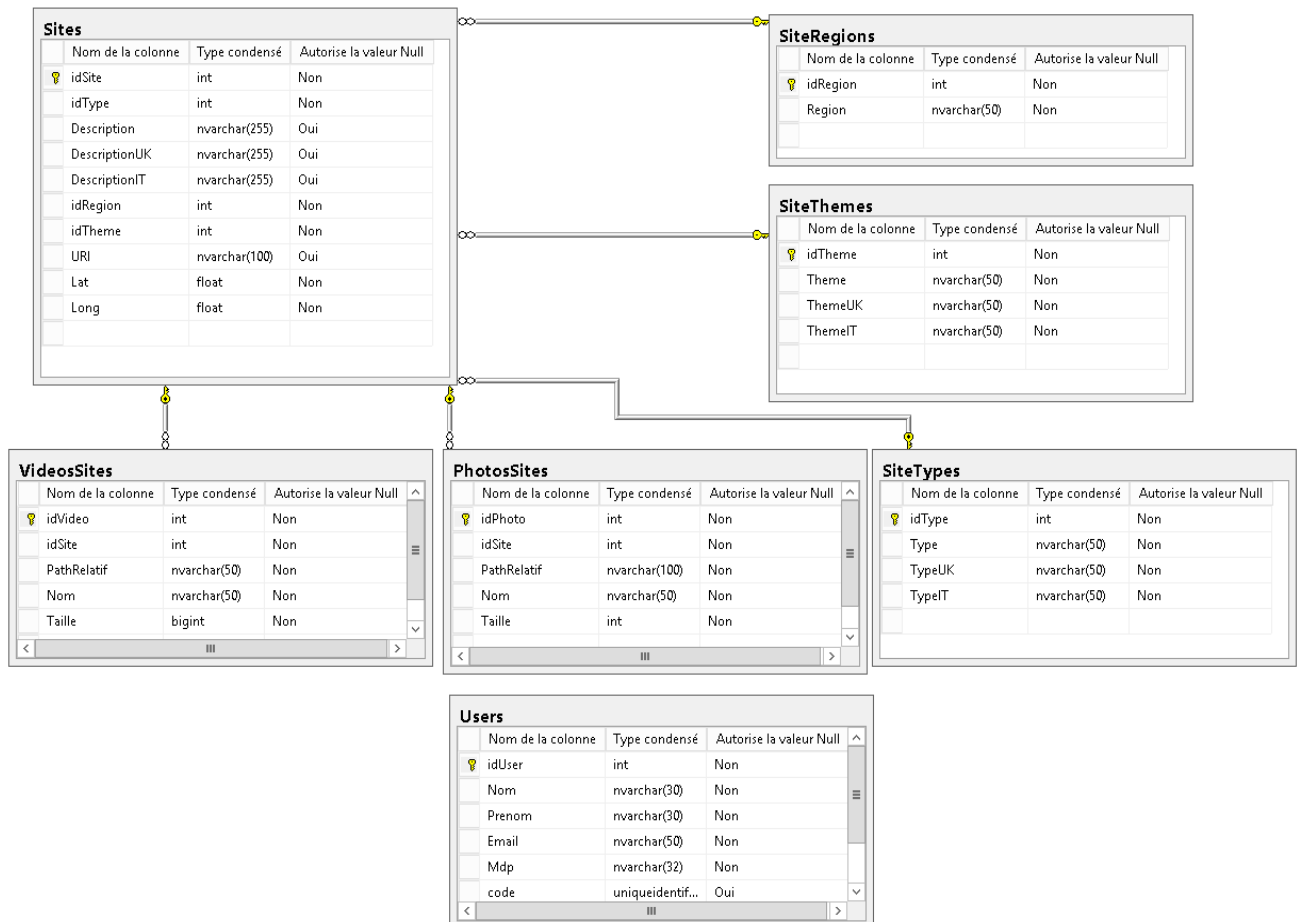 Sites
Nom de la colonne Type condensé Autorise la valeur Null
idSite int Non
idType int Non
Description nvarchar(255) Oui
DescriptionUK nvarchar(255) Oui
DescriptionIT nvarchar(255) Oui
idRegion int Non
idTheme int Non
URI nvarchar(100) Oui
Lat float Non
Long float Non
SiteRegions
Nom de la colonne Type condensé Autorise la valeur Null
idRegion int Non
Region nvarchar(50) Non
SiteThemes
Nom de la colonne Type condensé Autorise la valeur Null
idTheme int Non
Theme nvarchar(50) Non
ThemeUK nvarchar(50) Non
ThemeIT nvarchar(50) Non
VideosSites
Nom de la colonne Type condensé Autorise la valeur Null
idVideo int Non
idSite int Non
PathRelatif nvarchar(50) Non
Nom nvarchar(50) Non
Taille bigint Non
PhotosSites
Nom de la colonne Type condensé Autorise la valeur Null
idPhoto int Non
idSite int Non
PathRelatif nvarchar(100) Non
Nom nvarchar(50) Non
Taille int Non
SiteTypes
Nom de la colonne Type condensé Autorise la valeur Null
idType int Non
Type nvarchar(50) Non
TypeUK nvarchar(50) Non
TypeIT nvarchar(50) Non
Users
Nom de la colonne Type condensé Autorise la valeur Null
idUser int Non
Nom nvarchar(30) Non
Prenom nvarchar(30) Non
Email nvarchar(50) Non
Mdp nvarchar(32) Non
code uniqueidentif... Oui